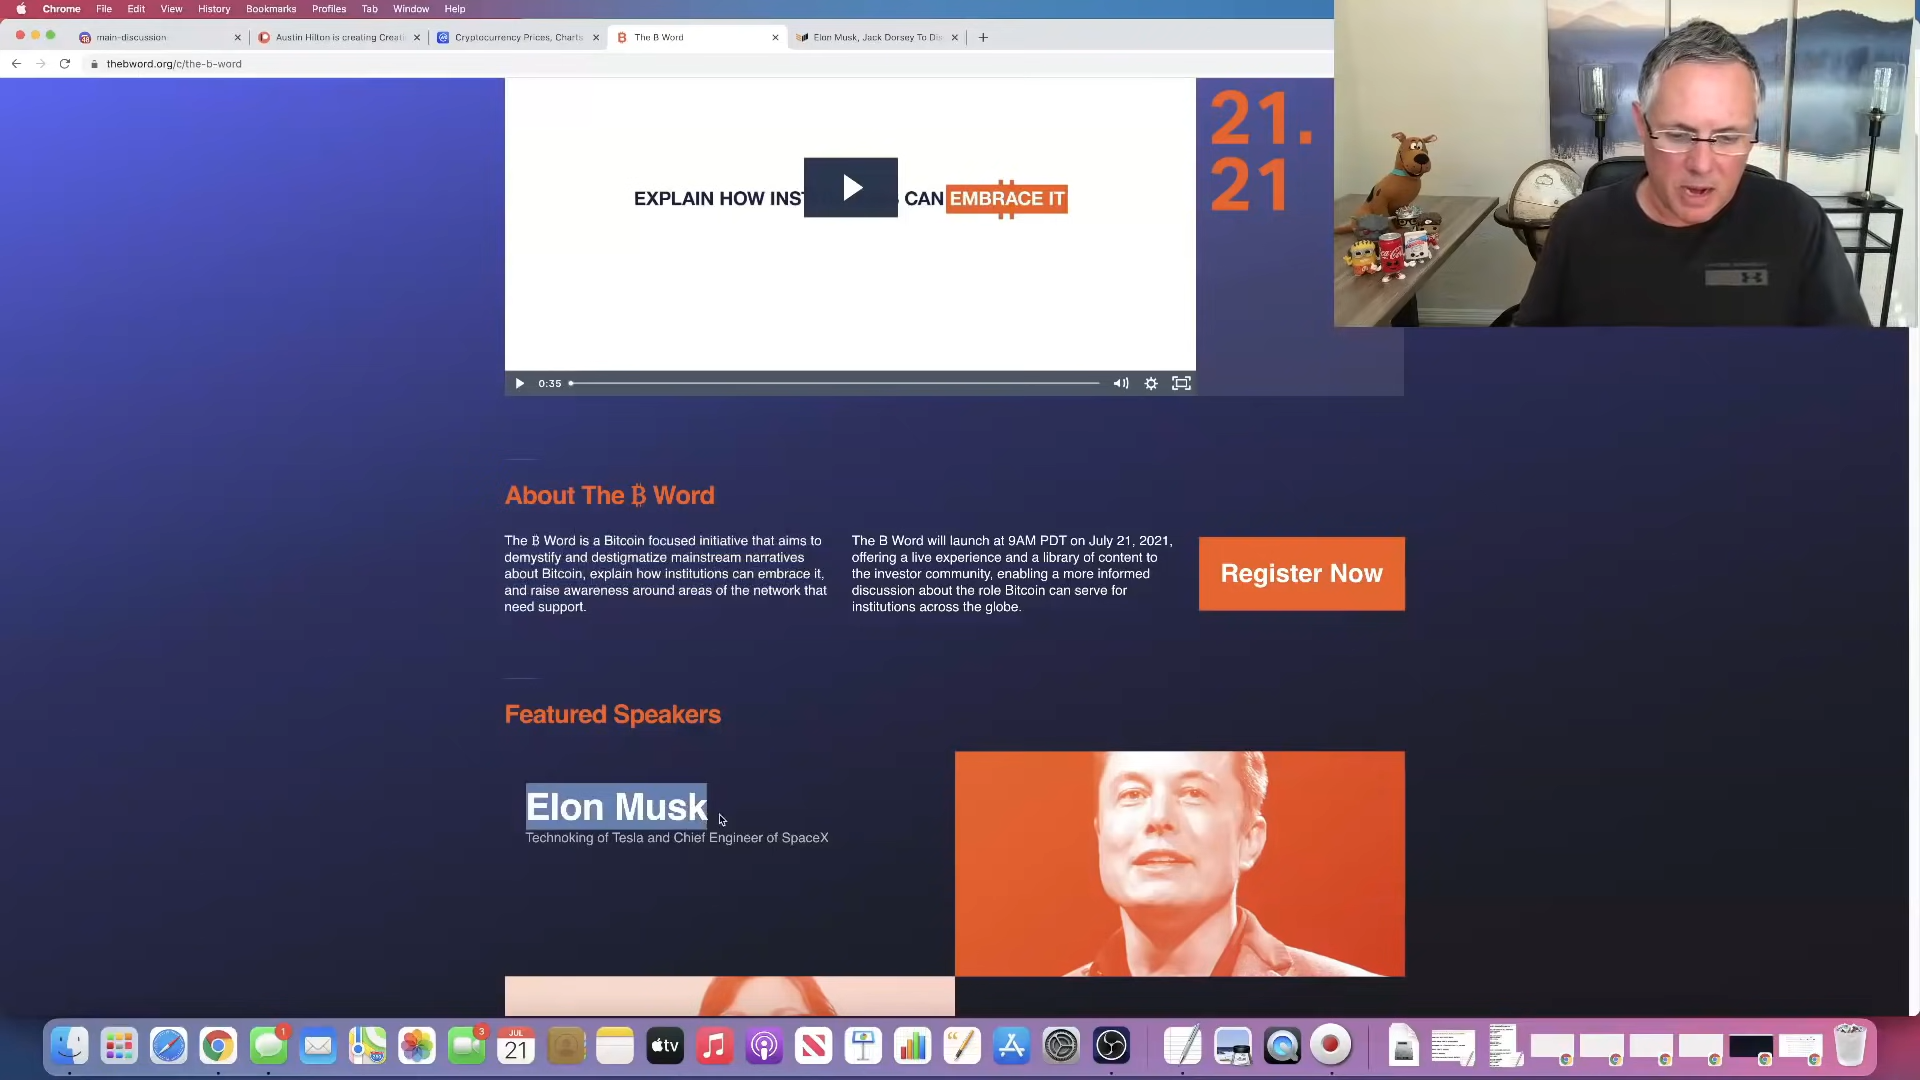 Chrome File Edit View History Bookmarks Profiles Tab Window Help
main-discussion
Austin Hilton is creating Creati
Cryptocurrency Prices, Charts
The B Word
Elon Musk, Jack Dorsey To Di
thebword.org/c/the-b-word
21.
21
EXPLAIN HOW INS CAN EMBRACE IT
0:35
About The ₿ Word
The ₿ Word is a Bitcoin focused initiative that aims to
demystify and destigmatize mainstream narratives
about Bitcoin, explain how institutions can embrace it,
and raise awareness around areas of the network that
need support.
The B Word will launch at 9AM PDT on July 21, 2021,
offering a live experience and a library of content to
the investor community, enabling a more informed
discussion about the role Bitcoin can serve for
institutions across the globe.
Register Now
Featured Speakers
Elon Musk
Technoking of Tesla and Chief Engineer of SpaceX
1
3
JUL
21
tv